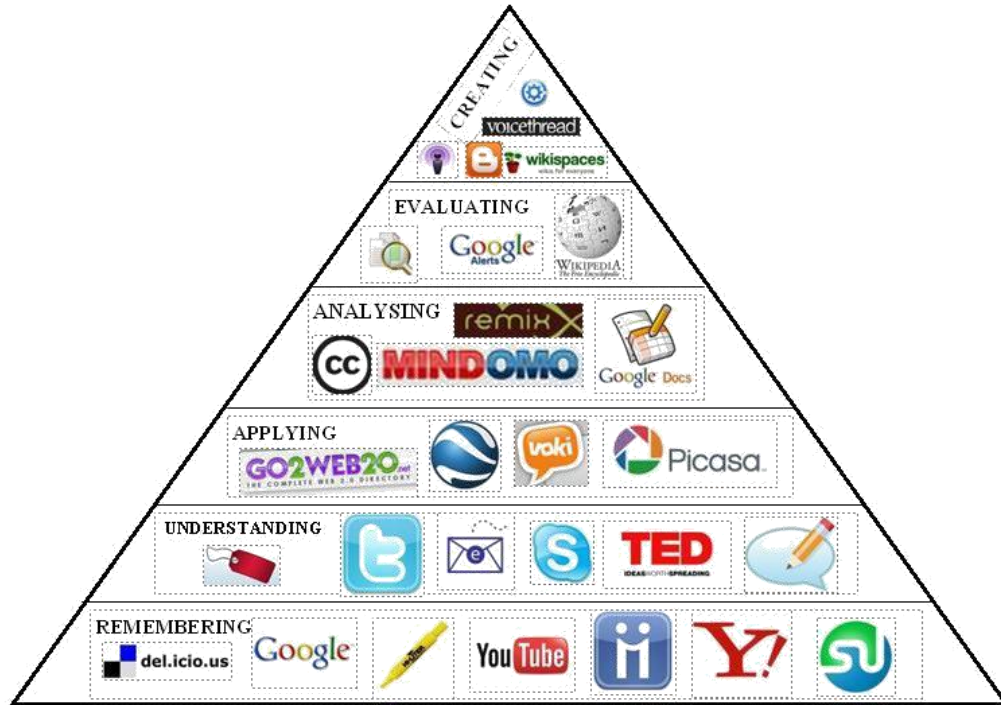 CREATING
voicethread
wikispaces
wikis for everyone
EVALUATING
Google
Alerts
WIKIPEDIA
The Free Encyclopedia
ANALYSING
remix
cc
MINDOMO
Google Docs
APPLYING
GO2WEB20.net
THE COMPLETE WEB 2.0 DIRECTORY
voki
Picasa
UNDERSTANDING
t
e
S
TED
IDEAS WORTH SPREADING
REMEMBERING
del.icio.us
Google
YouTube
Y!
SU